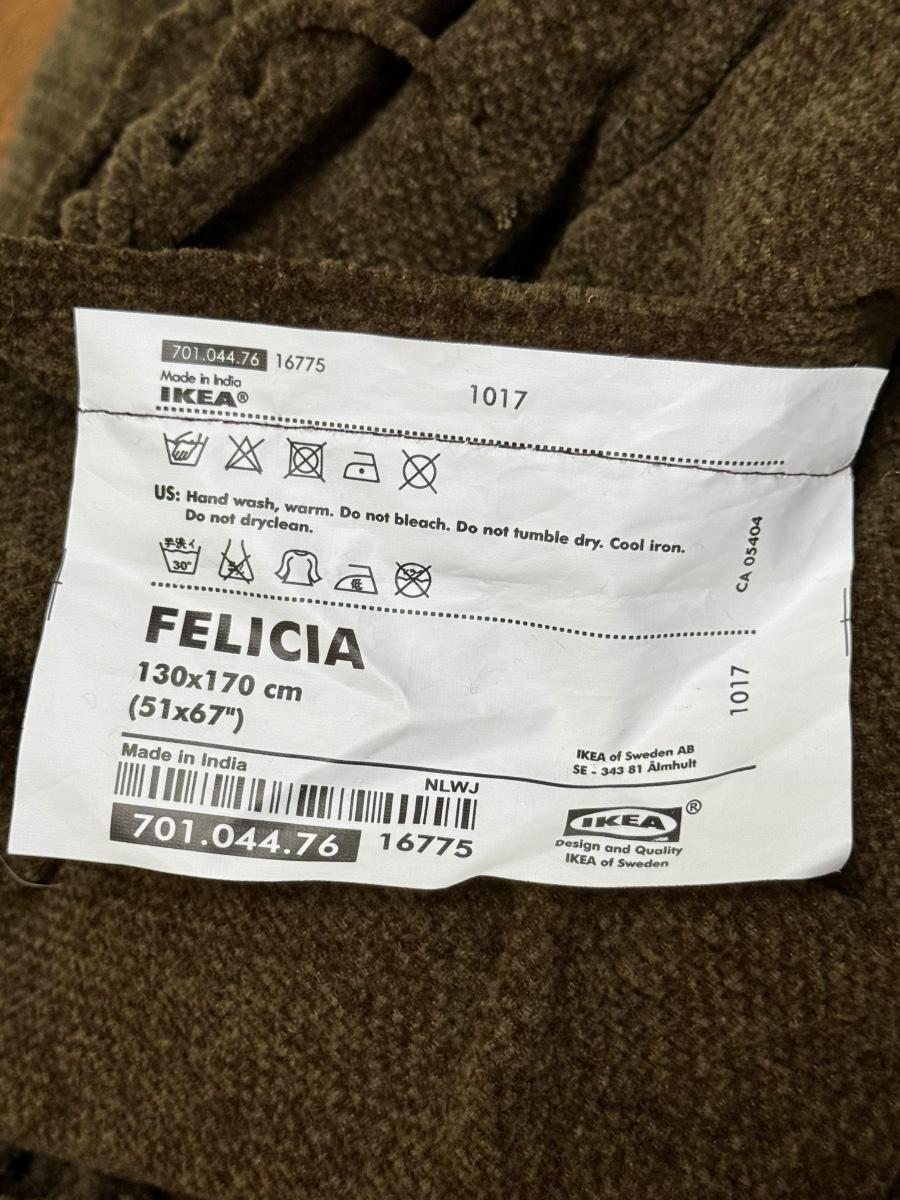 701.044.76 16775
Made in India
IKEA® 1017
US: Hand wash, warm. Do not bleach. Do not tumble dry. Cool iron.
Do not dryclean.
CA 05404
手洗イ
30°
低
FELICIA
130x170 cm
(51x67")
1017
Made in India
IKEA of Sweden AB
SE - 343 81 Älmhult
NLWJ
701.044.76 16775
IKEA®
Design and Quality
IKEA of Sweden